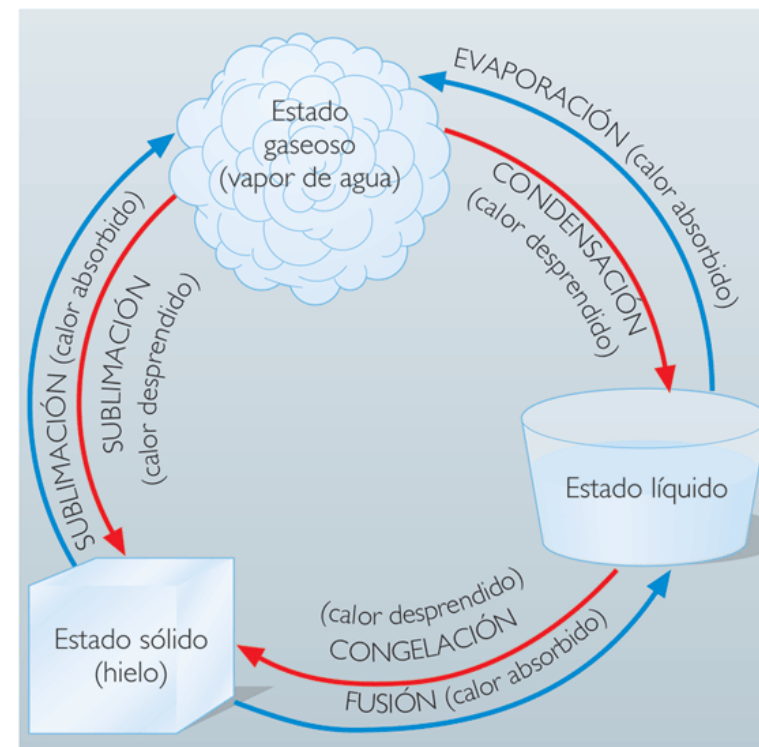 Estado
gaseoso
(vapor de agua)
EVAPORACIÓN (calor absorbido)
CONDENSACIÓN
(calor desprendido)
SUBLIMACIÓN (calor absorbido)
SUBLIMACIÓN
(calor desprendido)
Estado líquido
Estado sólido
(hielo)
(calor desprendido)
CONGELACIÓN
FUSIÓN (calor absorbido)